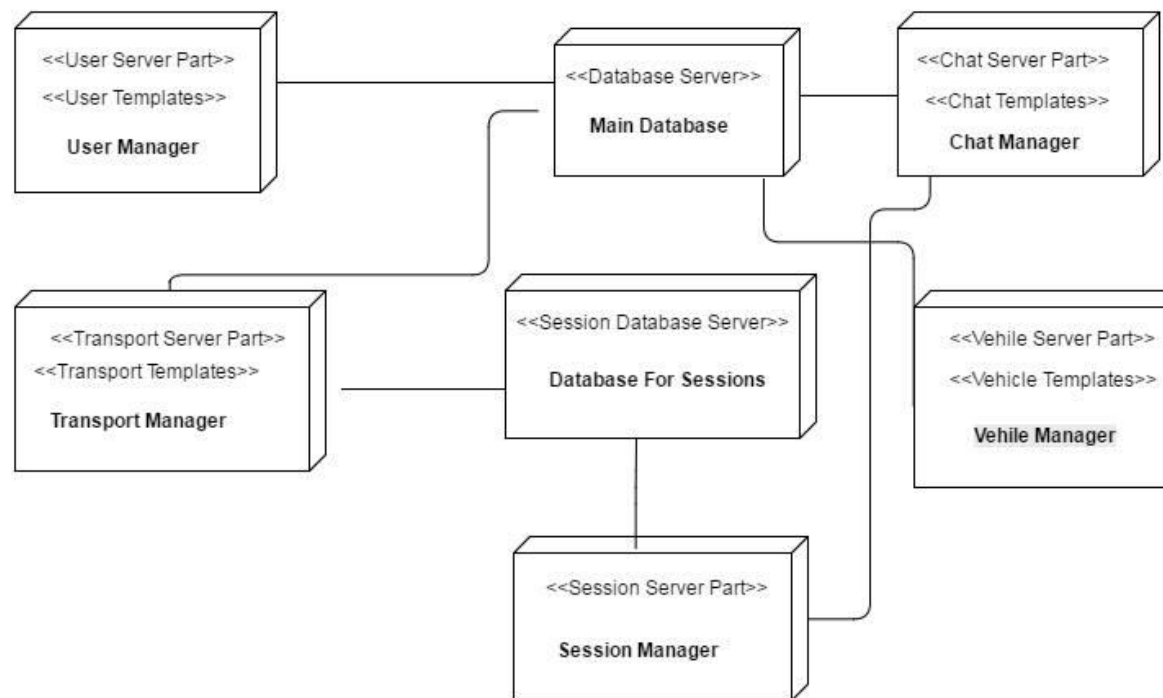 <<User Server Part>>
<<User Templates>>
User Manager
<<Database Server>>
Main Database
<<Chat Server Part>>
<<Chat Templates>>
Chat Manager
<<Transport Server Part>>
<<Transport Templates>>
Transport Manager
<<Session Database Server>>
Database For Sessions
<<Vehile Server Part>>
<<Vehicle Templates>>
Vehile Manager
<<Session Server Part>>
Session Manager